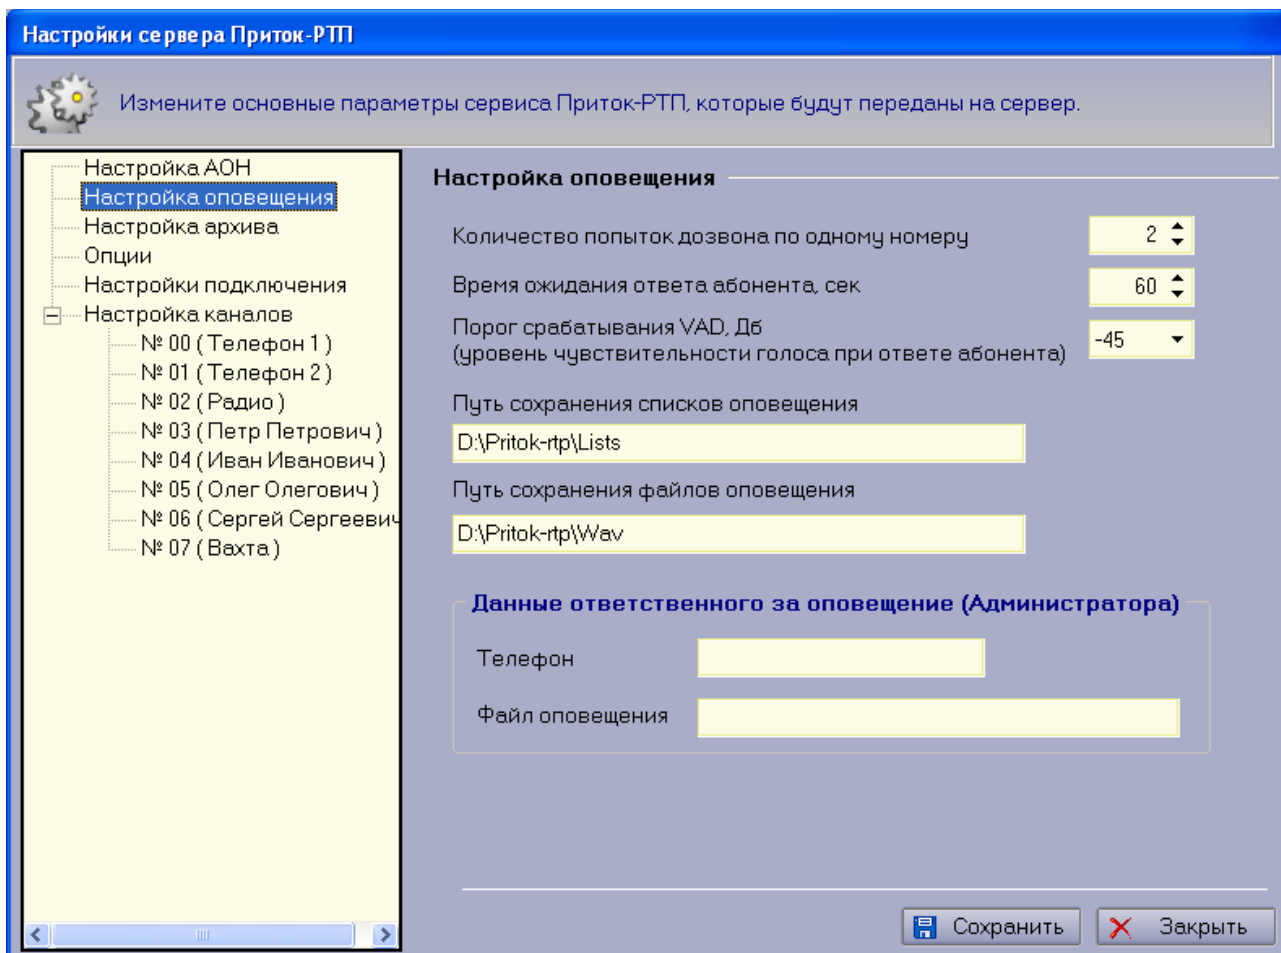 Настройки сервера Приток-РТП
Измените основные параметры сервиса Приток-РТП, которые будут переданы на сервер.
Настройка АОН
Настройка оповещения
Настройка архива
Опции
Настройки подключения
Настройка каналов
№ 00 ( Телефон 1 )
№ 01 ( Телефон 2 )
№ 02 ( Радио )
№ 03 ( Петр Петрович )
№ 04 ( Иван Иванович )
№ 05 ( Олег Олегович )
№ 06 ( Сергей Сергеевич
№ 07 ( Вахта )
Настройка оповещения
Количество попыток дозвона по одному номеру 2
Время ожидания ответа абонента, сек 60
Порог срабатывания VAD, Дб
(уровень чувствительности голоса при ответе абонента) -45
Путь сохранения списков оповещения
D:\Pritok-rtp\Lists
Путь сохранения файлов оповещения
D:\Pritok-rtp\Wav
Данные ответственного за оповещение (Администратора)
Телефон
Файл оповещения
Сохранить Закрыть